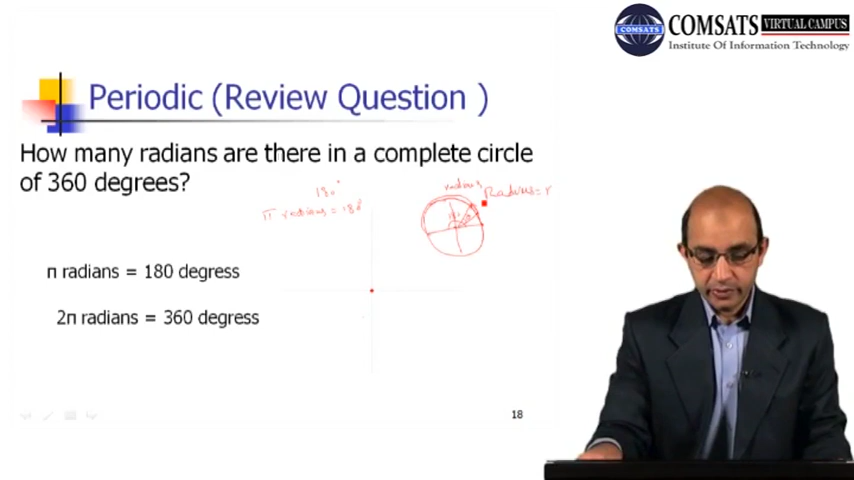 COMSATS VIRTUAL CAMPUS
COMSATS
Institute Of Information Technology
Periodic (Review Question )
How many radians are there in a complete circle
of 360 degrees?
180°
π radians = 180°
radius
Radius = r
π radians = 180 degress
2π radians = 360 degress
18